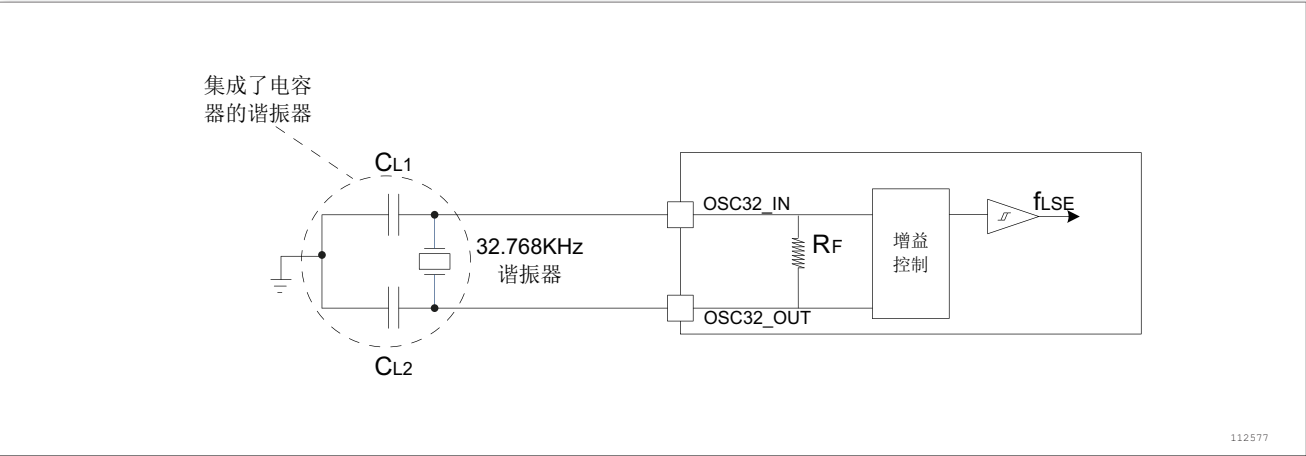 集成了电容
器的谐振器
CL1
OSC32_IN
fLSE
32.768KHz
谐振器
RF
增益
控制
OSC32_OUT
CL2
112577